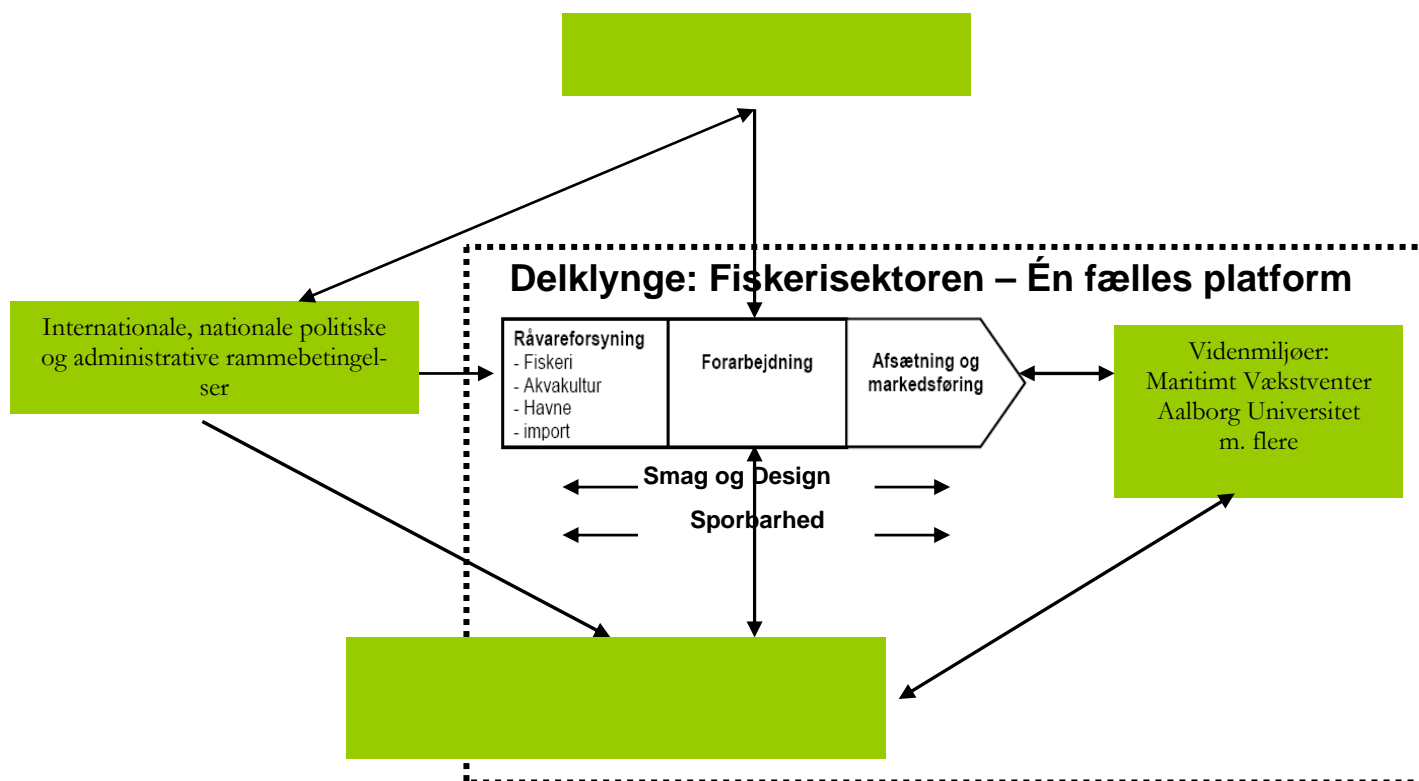 Delklynge: Fiskerisektoren – Én fælles platform
Internationale, nationale politiske
og administrative rammebetingel-
ser
Råvareforsyning
- Fiskeri
- Akvakultur
- Havne
- import
Forarbejdning
Afsætning og
markedsføring
Videnmiljøer:
Maritimt Vækstventer
Aalborg Universitet
m. flere
Smag og Design
Sporbarhed